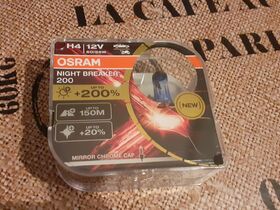 LA CAFE
PARI
60KG
H4 12V
60/55W
OSRAM
NIGHT BREAKER
200
UP TO
+200%
NEW
UP TO
150M
UP TO
+20%
MIRROR CHROME CAP